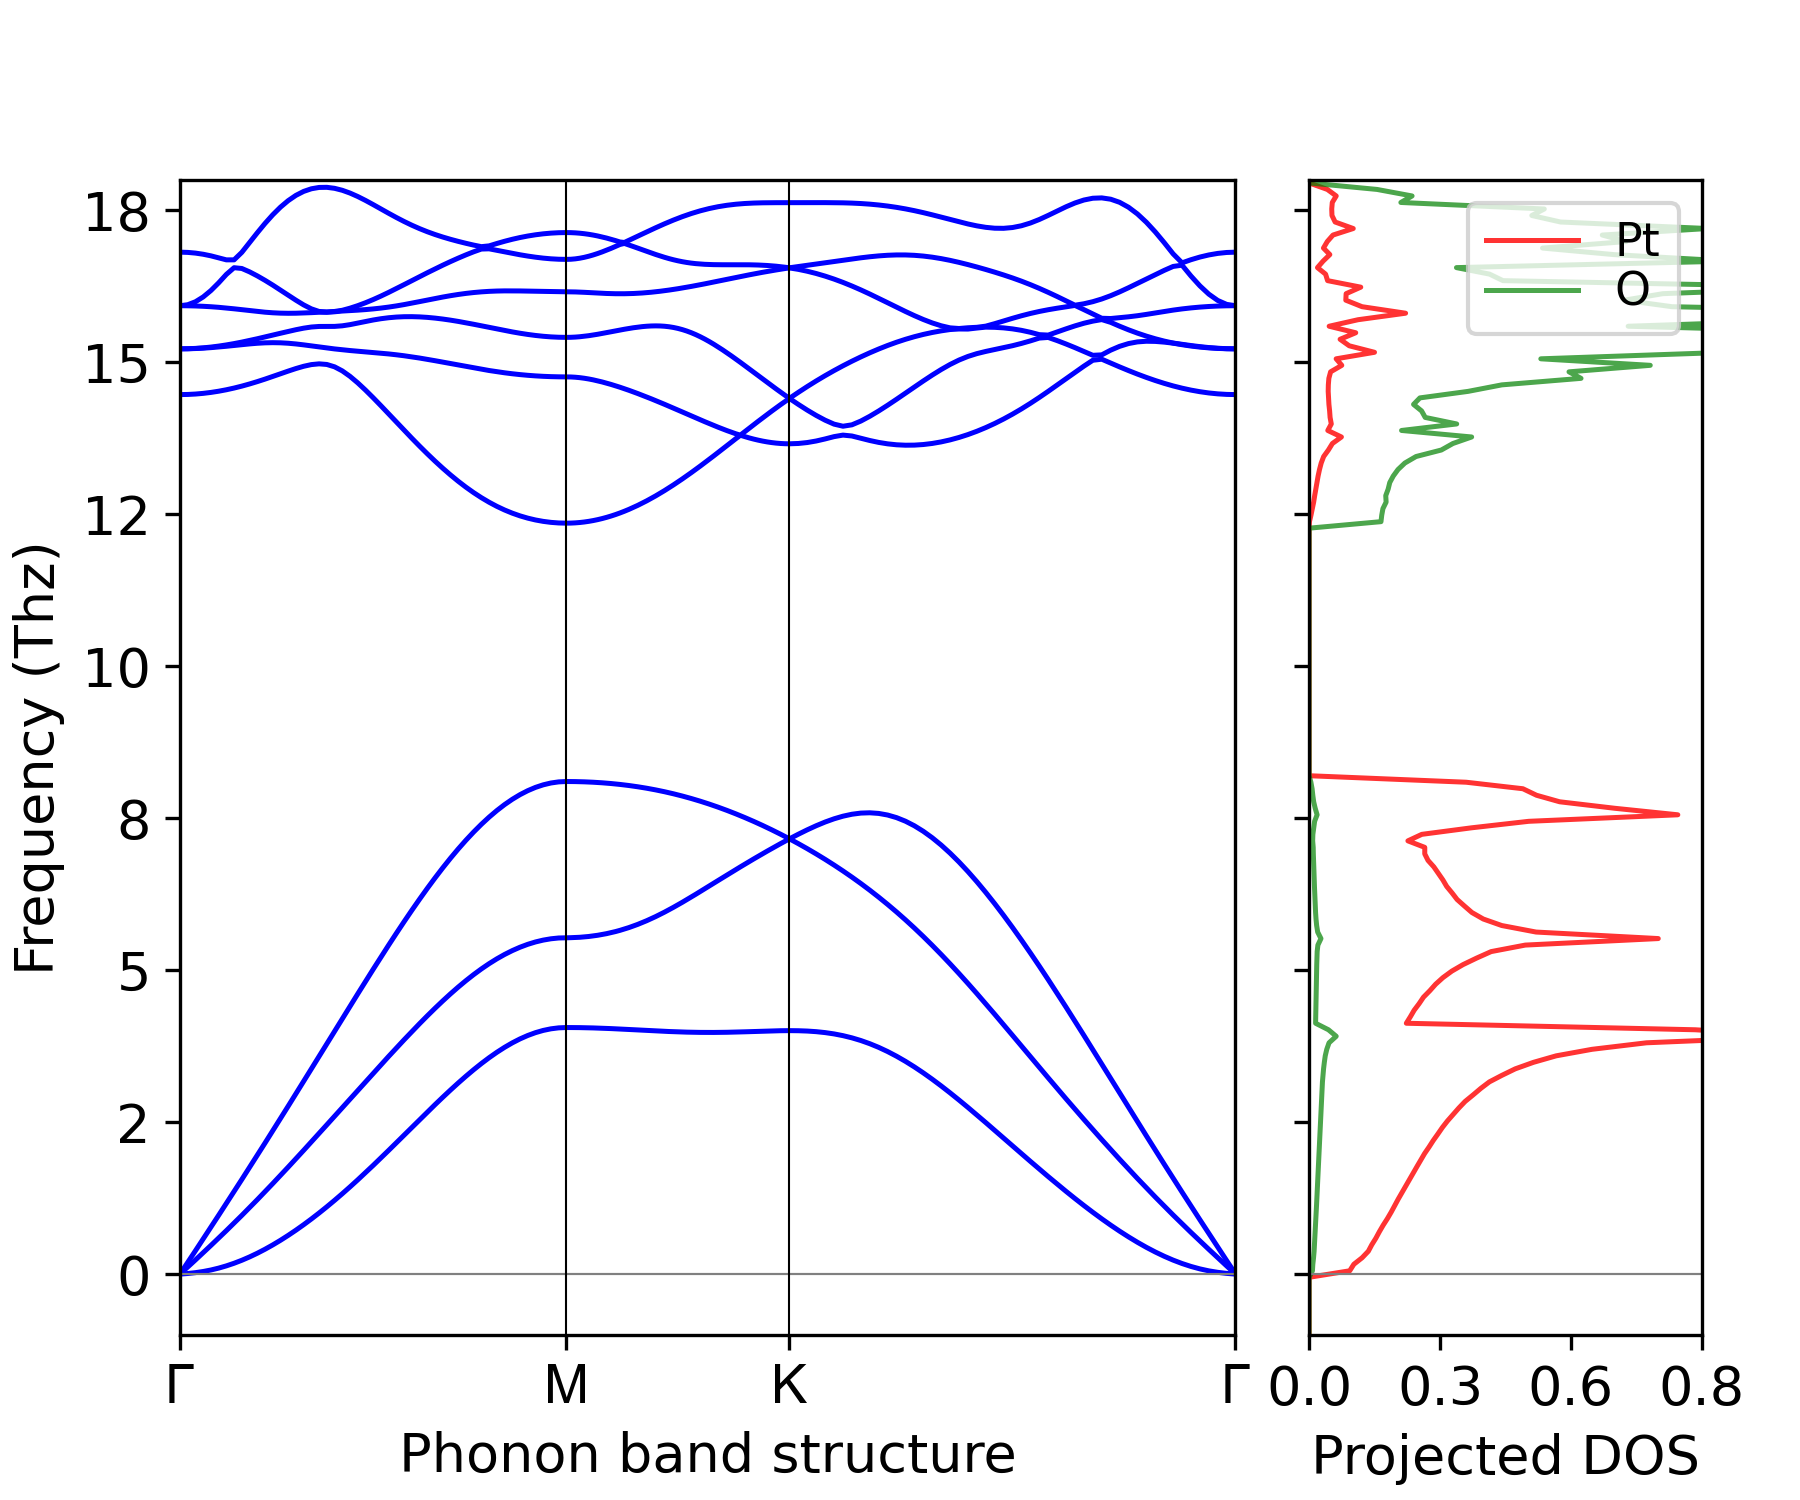 18
15
12
10
8
5
2
0
Frequency (Thz)
Γ M K Γ
Phonon band structure
Pt
O
0.0 0.3 0.6 0.8
Projected DOS